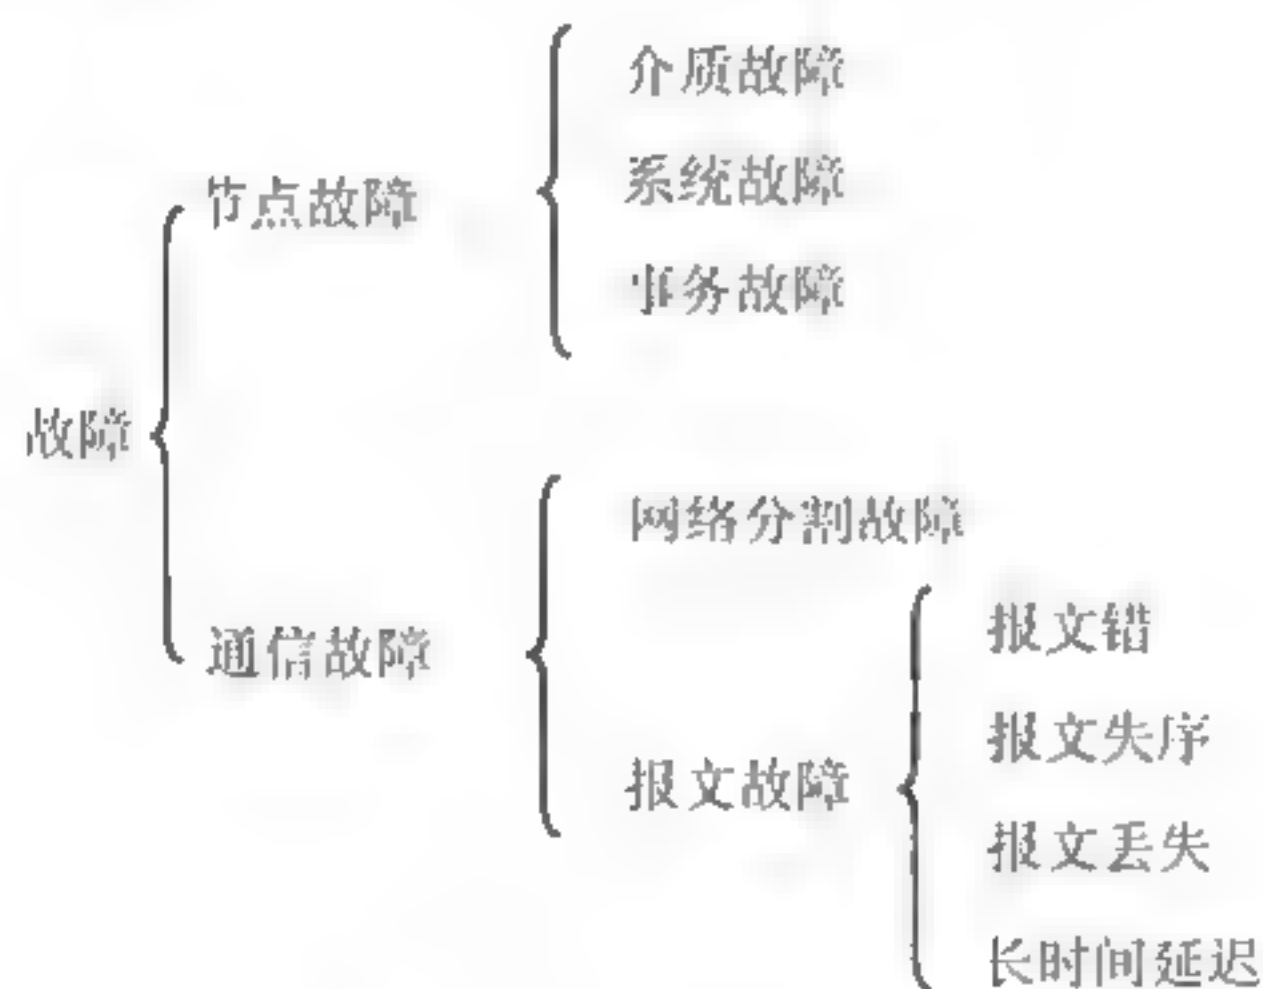 介质故障
节点故障
系统故障
事务故障
故障
网络分割故障
通信故障
报文错
报文失序
报文故障
报文丢失
长时间延迟